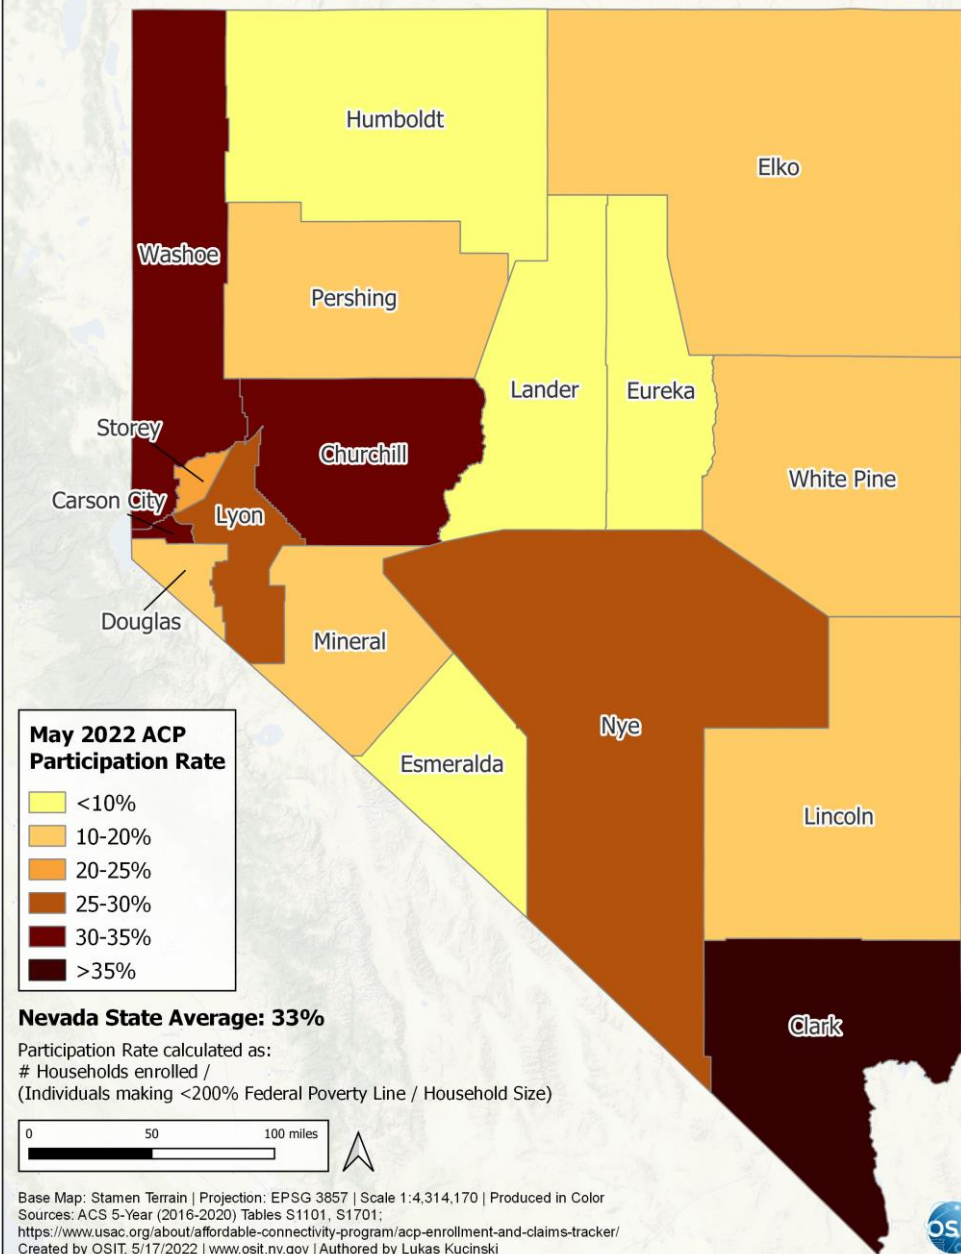 Humboldt
Elko
Washoe
Pershing
Lander
Eureka
Storey
Churchill
White Pine
Carson City
Lyon
Douglas
Mineral
Nye
Esmeralda
Lincoln
Clark
May 2022 ACP
Participation Rate
<10%
10-20%
20-25%
25-30%
30-35%
>35%
Nevada State Average: 33%
Participation Rate calculated as:
# Households enrolled /
(Individuals making <200% Federal Poverty Line / Household Size)
0 50 100 miles
Base Map: Stamen Terrain | Projection: EPSG 3857 | Scale 1:4,314,170 | Produced in Color
Sources: ACS 5-Year (2016-2020) Tables S1101, S1701;
https://www.usac.org/about/affordable-connectivity-program/acp-enrollment-and-claims-tracker/
Created by OSIT, 5/17/2022 | www.osit.nv.gov | Authored by Lukas Kucinski